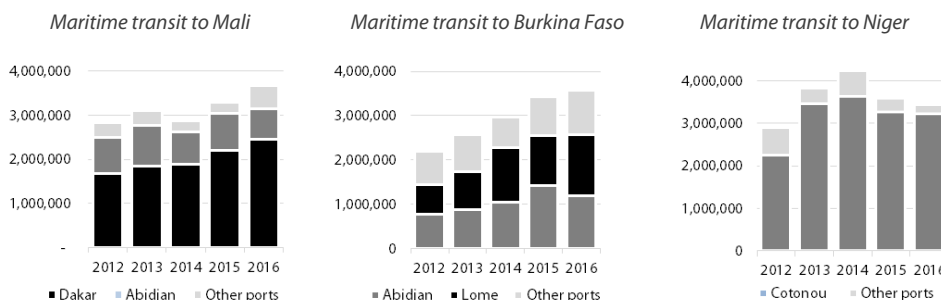 Maritime transit to Mali
4,000,000
3,000,000
2,000,000
1,000,000
-
2012 2013 2014 2015 2016
Dakar Abidian Other ports
Maritime transit to Burkina Faso
4,000,000
3,000,000
2,000,000
1,000,000
0
2012 2013 2014 2015 2016
Abidian Lome Other ports
Maritime transit to Niger
4,000,000
3,000,000
2,000,000
1,000,000
0
2012 2013 2014 2015 2016
Cotonou Other ports